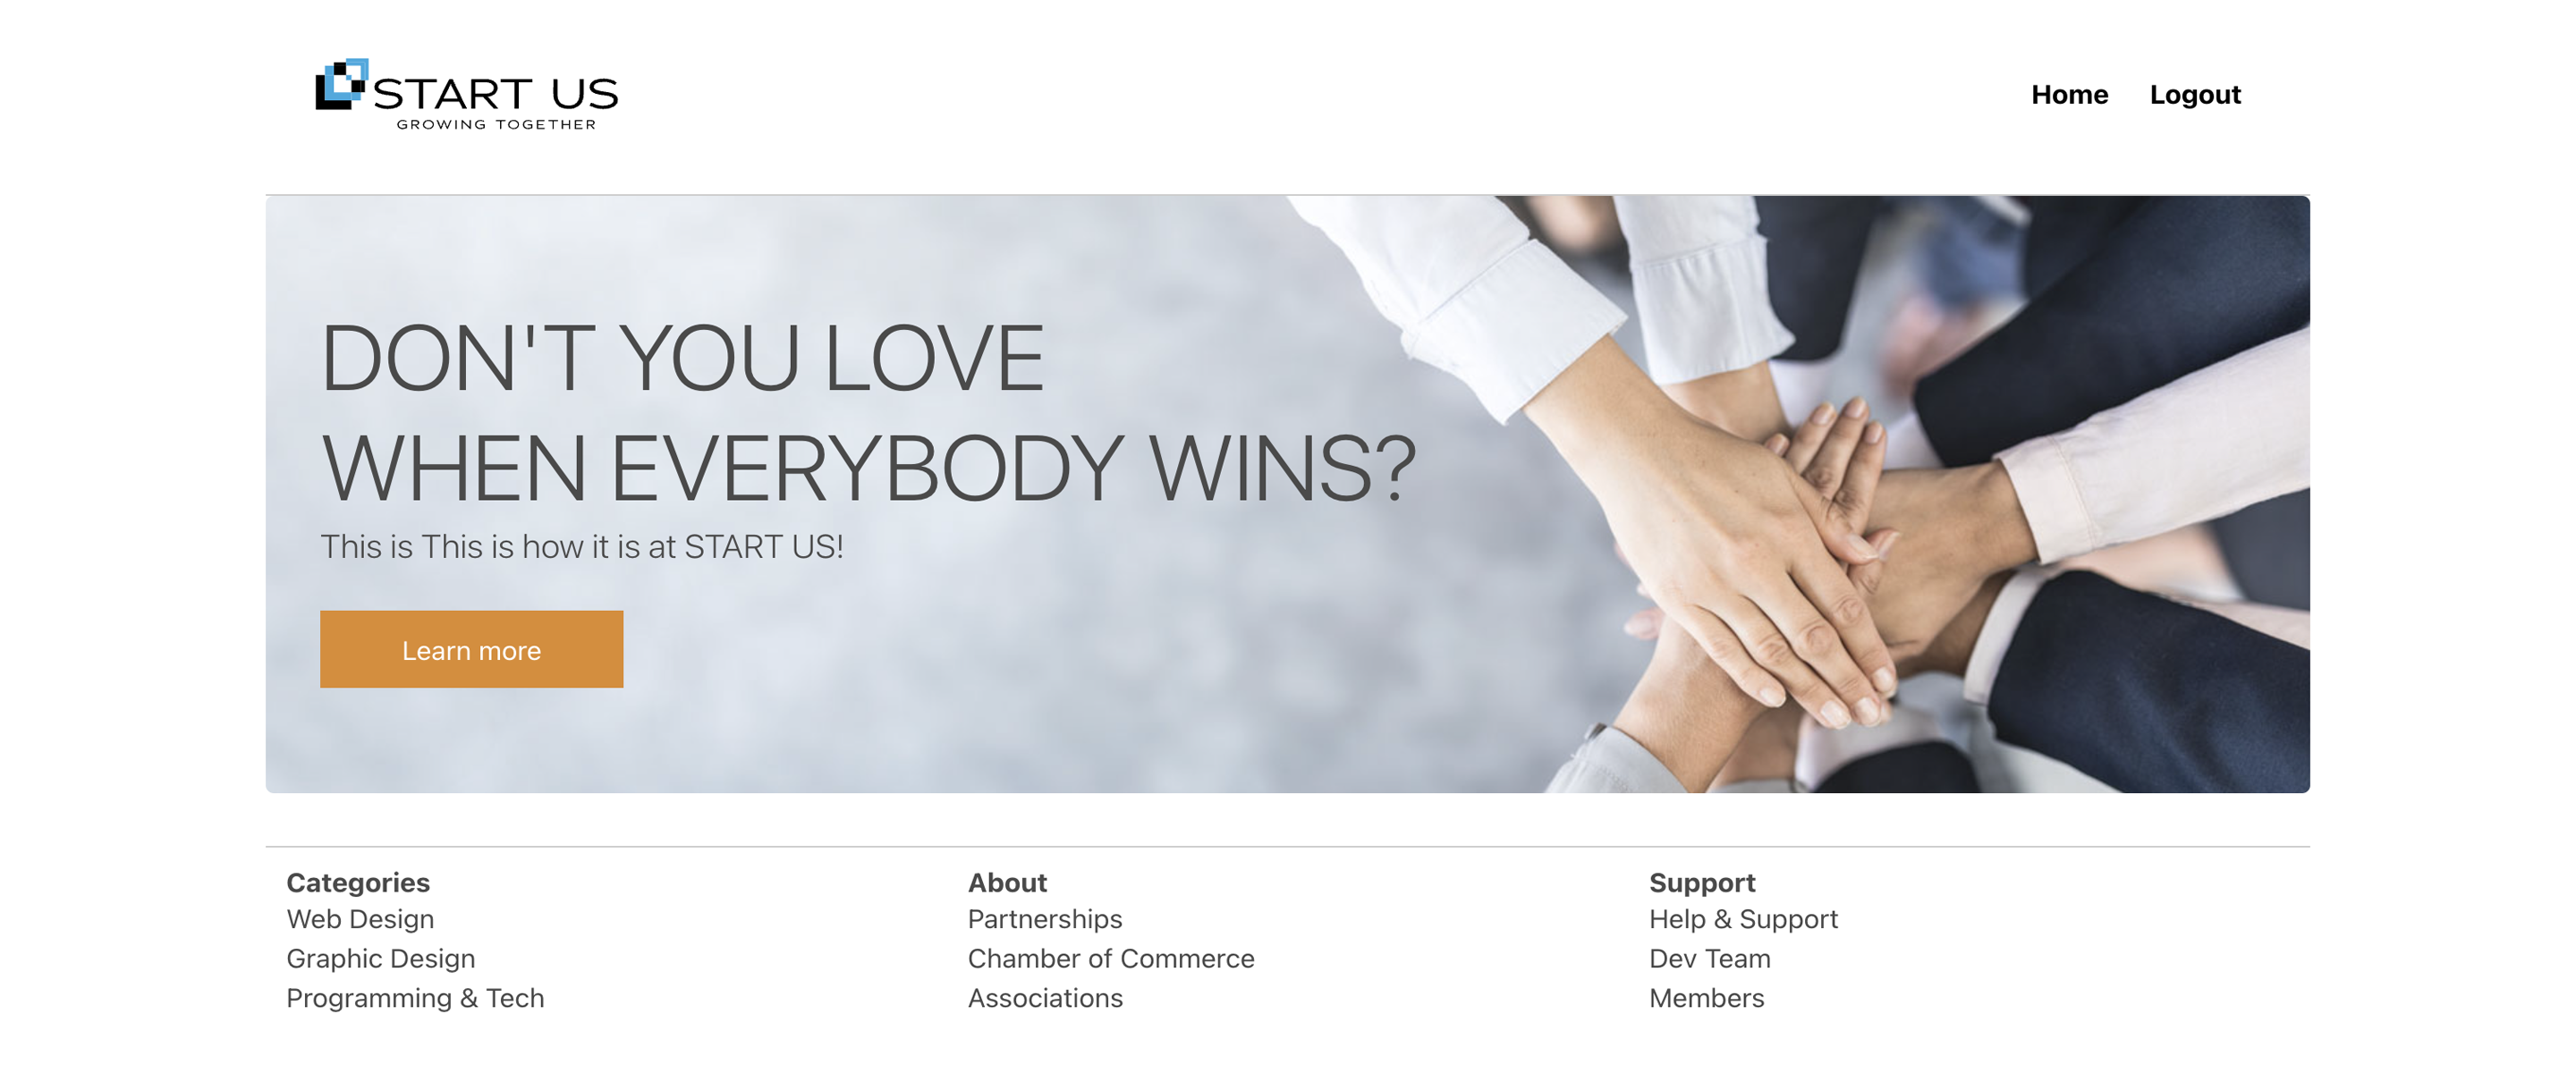 START US
GROWING TOGETHER
Home Logout
DON'T YOU LOVE
WHEN EVERYBODY WINS?
This is This is how it is at START US!
Learn more
Categories
Web Design
Graphic Design
Programming & Tech
About
Partnerships
Chamber of Commerce
Associations
Support
Help & Support
Dev Team
Members